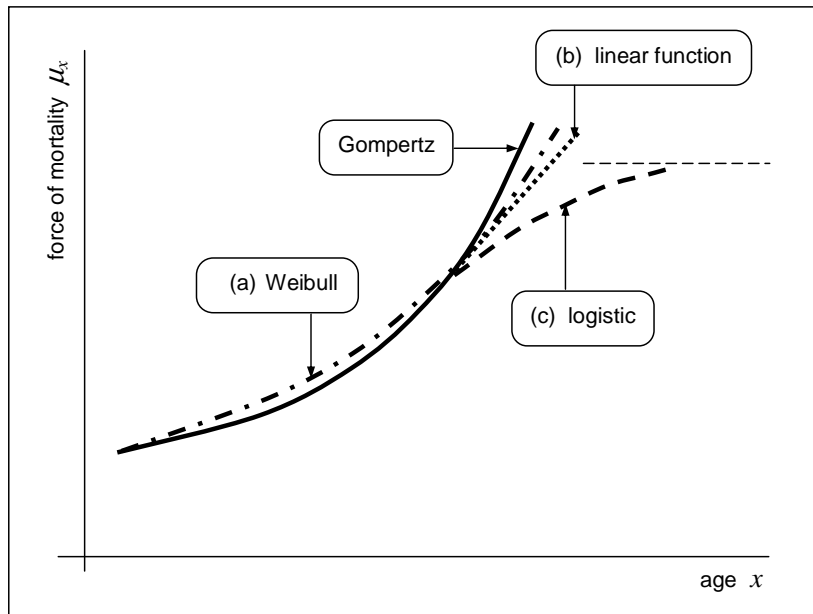 (b) linear function
Gompertz
force of mortality μx
(a) Weibull
(c) logistic
age x